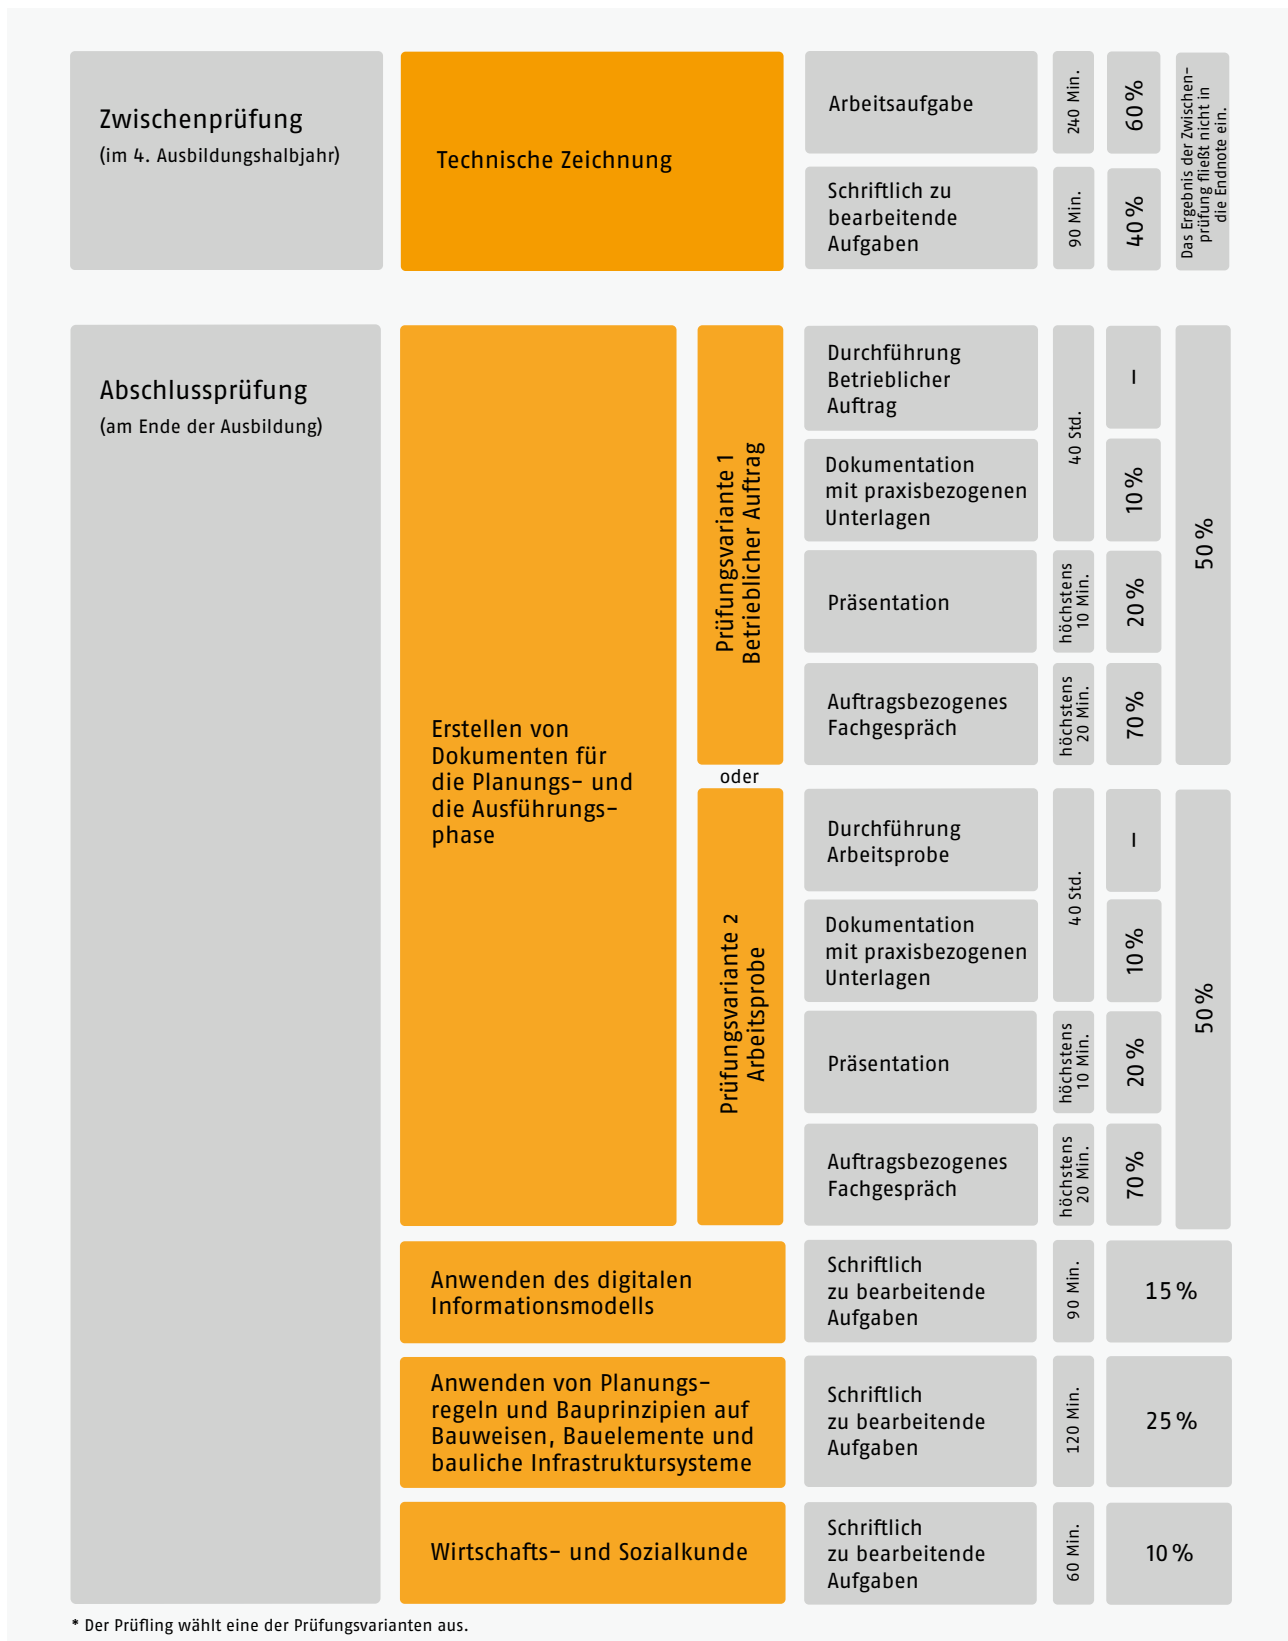 Zwischenprüfung
(im 4. Ausbildungshalbjahr)
Technische Zeichnung
Arbeitsaufgabe
240 Min.
60 %
Schriftlich zu
bearbeitende
Aufgaben
90 Min.
40 %
Das Ergebnis der Zwischen-
prüfung fließt nicht in
die Endnote ein.
Abschlussprüfung
(am Ende der Ausbildung)
Erstellen von
Dokumenten für
die Planungs- und
die Ausführungs-
phase
Prüfungsvariante 1
Betrieblicher Auftrag
Durchführung
Betrieblicher
Auftrag
40 Std.
–
Dokumentation
mit praxisbezogenen
Unterlagen
10 %
Präsentation
höchstens
10 Min.
20 %
Auftragsbezogenes
Fachgespräch
höchstens
20 Min.
70 %
50 %
oder
Prüfungsvariante 2
Arbeitsprobe
Durchführung
Arbeitsprobe
40 Std.
–
Dokumentation
mit praxisbezogenen
Unterlagen
10 %
Präsentation
höchstens
10 Min.
20 %
Auftragsbezogenes
Fachgespräch
höchstens
20 Min.
70 %
50 %
Anwenden des digitalen
Informationsmodells
Schriftlich
zu bearbeitende
Aufgaben
90 Min.
15 %
Anwenden von Planungs-
regeln und Bauprinzipien auf
Bauweisen, Bauelemente und
bauliche Infrastruktursysteme
Schriftlich
zu bearbeitende
Aufgaben
120 Min.
25 %
Wirtschafts- und Sozialkunde
Schriftlich
zu bearbeitende
Aufgaben
60 Min.
10 %
* Der Prüfling wählt eine der Prüfungsvarianten aus.